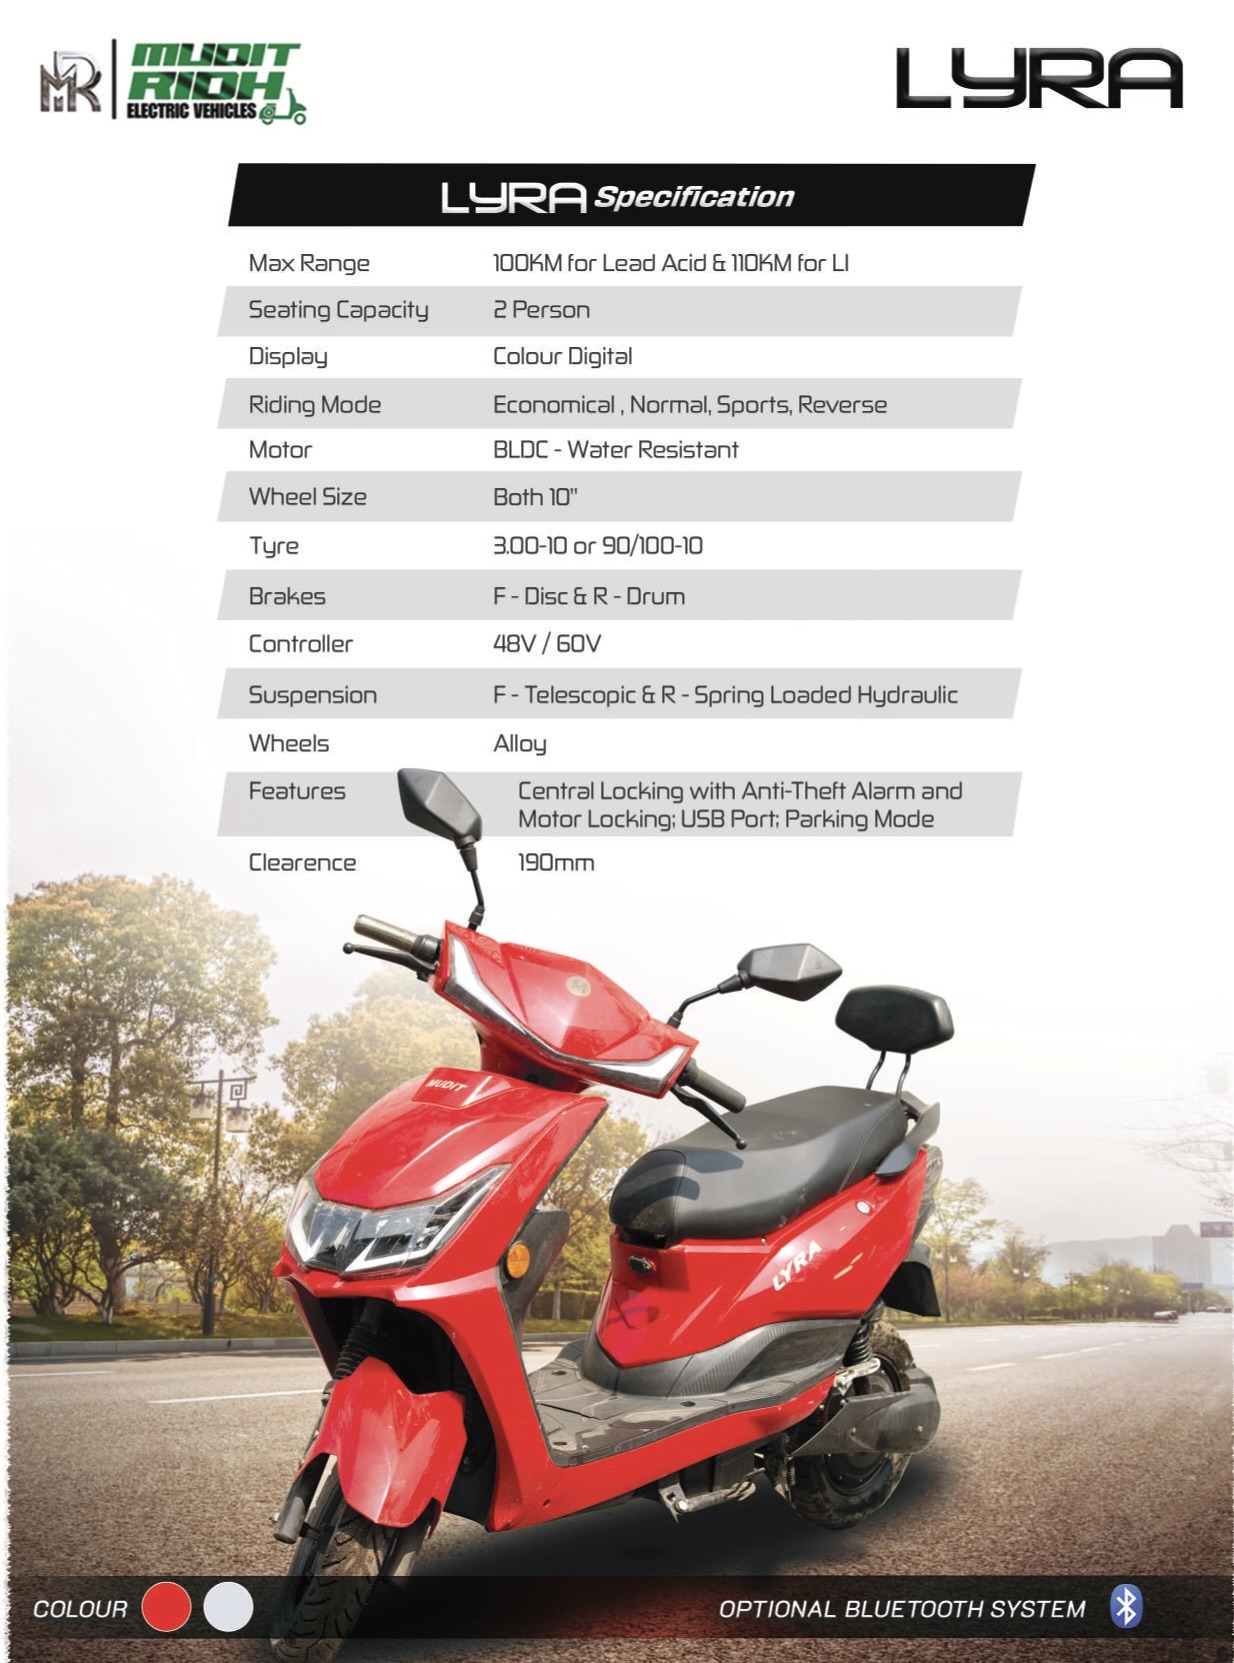 MR
MUDIT
RIDH
ELECTRIC VEHICLES
LYRA
LYRA Specification
Max Range 100KM for Lead Acid & 110KM for LI
Seating Capacity 2 Person
Display Colour Digital
Riding Mode Economical , Normal, Sports, Reverse
Motor BLDC - Water Resistant
Wheel Size Both 10"
Tyre 3.00-10 or 90/100-10
Brakes F - Disc & R - Drum
Controller 48V / 60V
Suspension F - Telescopic & R - Spring Loaded Hydraulic
Wheels Alloy
Features Central Locking with Anti-Theft Alarm and
Motor Locking; USB Port; Parking Mode
Clearence 190mm
MUDIT
LYRA
COLOUR
OPTIONAL BLUETOOTH SYSTEM